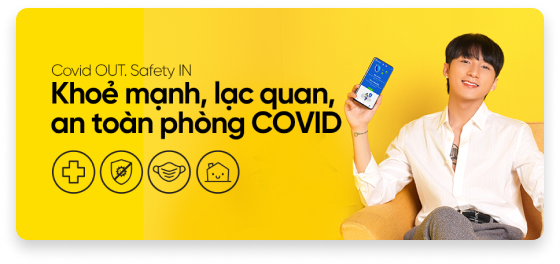 Covid OUT. Safety IN
Khoẻ mạnh, lạc quan,
an toàn phòng COVID